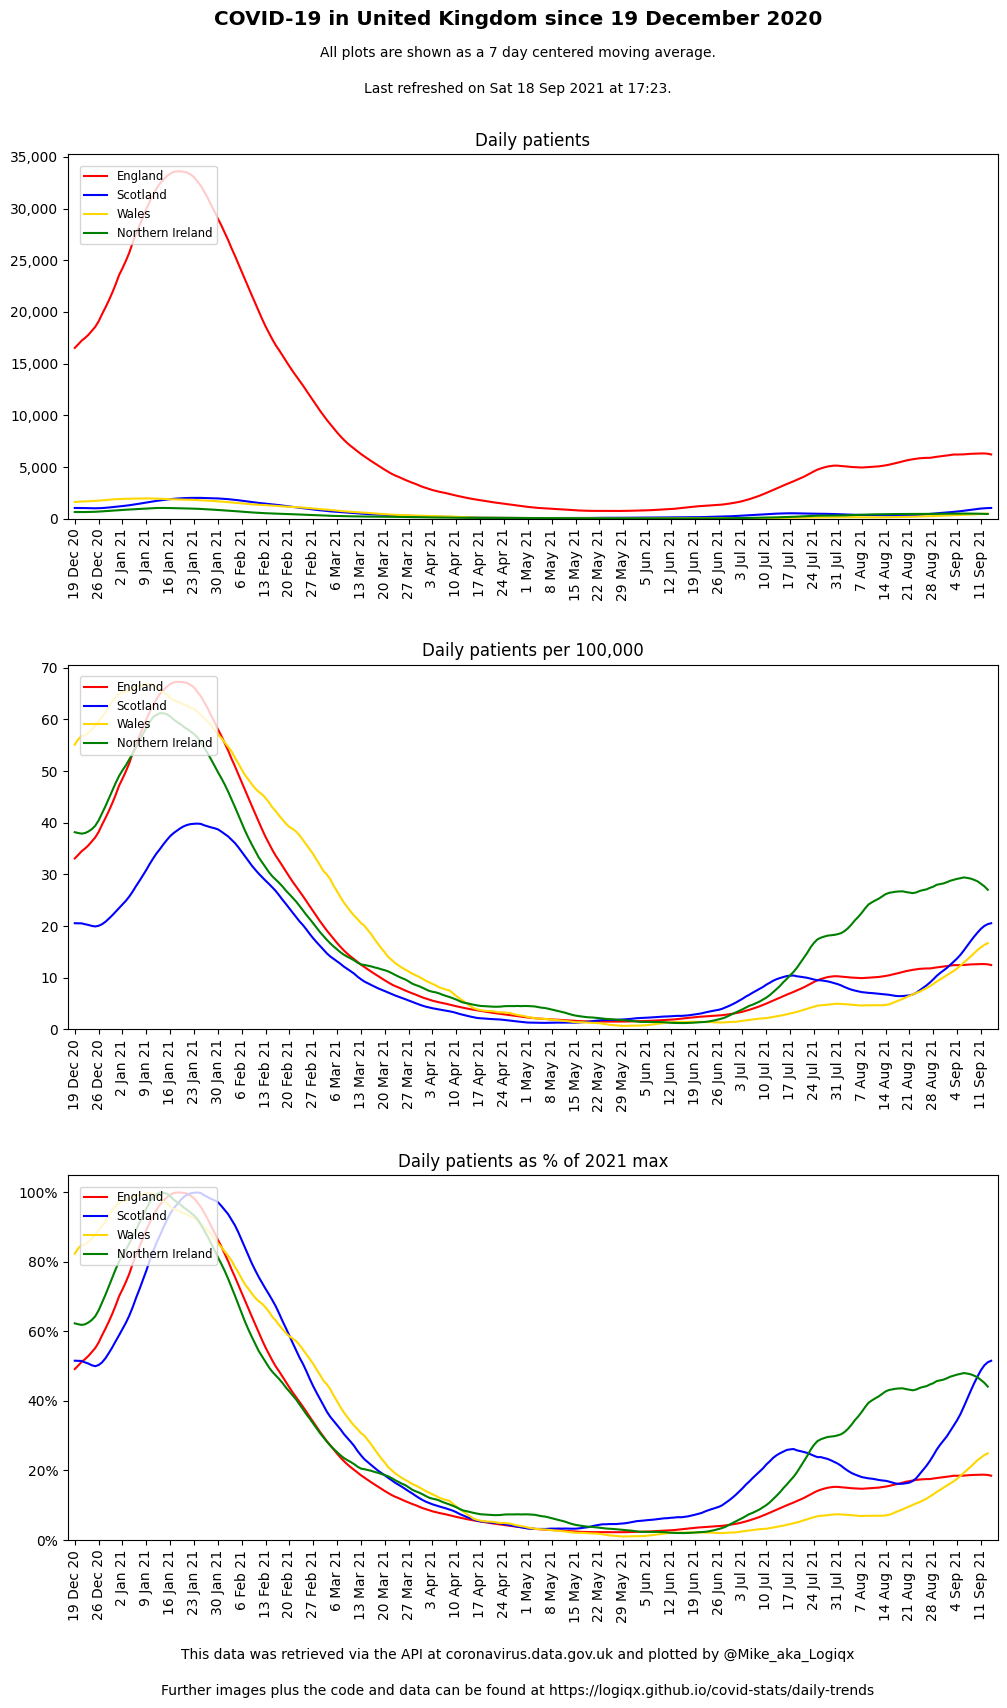 COVID-19 in United Kingdom since 19 December 2020
All plots are shown as a 7 day centered moving average.
Last refreshed on Sat 18 Sep 2021 at 17:23.
Daily patients
35,000
30,000
25,000
20,000
15,000
10,000
5,000
0
England
Scotland
Wales
Northern Ireland
19 Dec 20
26 Dec 20
2 Jan 21
9 Jan 21
16 Jan 21
23 Jan 21
30 Jan 21
6 Feb 21
13 Feb 21
20 Feb 21
27 Feb 21
6 Mar 21
13 Mar 21
20 Mar 21
27 Mar 21
3 Apr 21
10 Apr 21
17 Apr 21
24 Apr 21
1 May 21
8 May 21
15 May 21
22 May 21
29 May 21
5 Jun 21
12 Jun 21
19 Jun 21
26 Jun 21
3 Jul 21
10 Jul 21
17 Jul 21
24 Jul 21
31 Jul 21
7 Aug 21
14 Aug 21
21 Aug 21
28 Aug 21
4 Sep 21
11 Sep 21
Daily patients per 100,000
70
60
50
40
30
20
10
0
England
Scotland
Wales
Northern Ireland
19 Dec 20
26 Dec 20
2 Jan 21
9 Jan 21
16 Jan 21
23 Jan 21
30 Jan 21
6 Feb 21
13 Feb 21
20 Feb 21
27 Feb 21
6 Mar 21
13 Mar 21
20 Mar 21
27 Mar 21
3 Apr 21
10 Apr 21
17 Apr 21
24 Apr 21
1 May 21
8 May 21
15 May 21
22 May 21
29 May 21
5 Jun 21
12 Jun 21
19 Jun 21
26 Jun 21
3 Jul 21
10 Jul 21
17 Jul 21
24 Jul 21
31 Jul 21
7 Aug 21
14 Aug 21
21 Aug 21
28 Aug 21
4 Sep 21
11 Sep 21
Daily patients as % of 2021 max
100%
80%
60%
40%
20%
0%
England
Scotland
Wales
Northern Ireland
19 Dec 20
26 Dec 20
2 Jan 21
9 Jan 21
16 Jan 21
23 Jan 21
30 Jan 21
6 Feb 21
13 Feb 21
20 Feb 21
27 Feb 21
6 Mar 21
13 Mar 21
20 Mar 21
27 Mar 21
3 Apr 21
10 Apr 21
17 Apr 21
24 Apr 21
1 May 21
8 May 21
15 May 21
22 May 21
29 May 21
5 Jun 21
12 Jun 21
19 Jun 21
26 Jun 21
3 Jul 21
10 Jul 21
17 Jul 21
24 Jul 21
31 Jul 21
7 Aug 21
14 Aug 21
21 Aug 21
28 Aug 21
4 Sep 21
11 Sep 21
This data was retrieved via the API at coronavirus.data.gov.uk and plotted by @Mike_aka_Logiqx
Further images plus the code and data can be found at https://logiqx.github.io/covid-stats/daily-trends